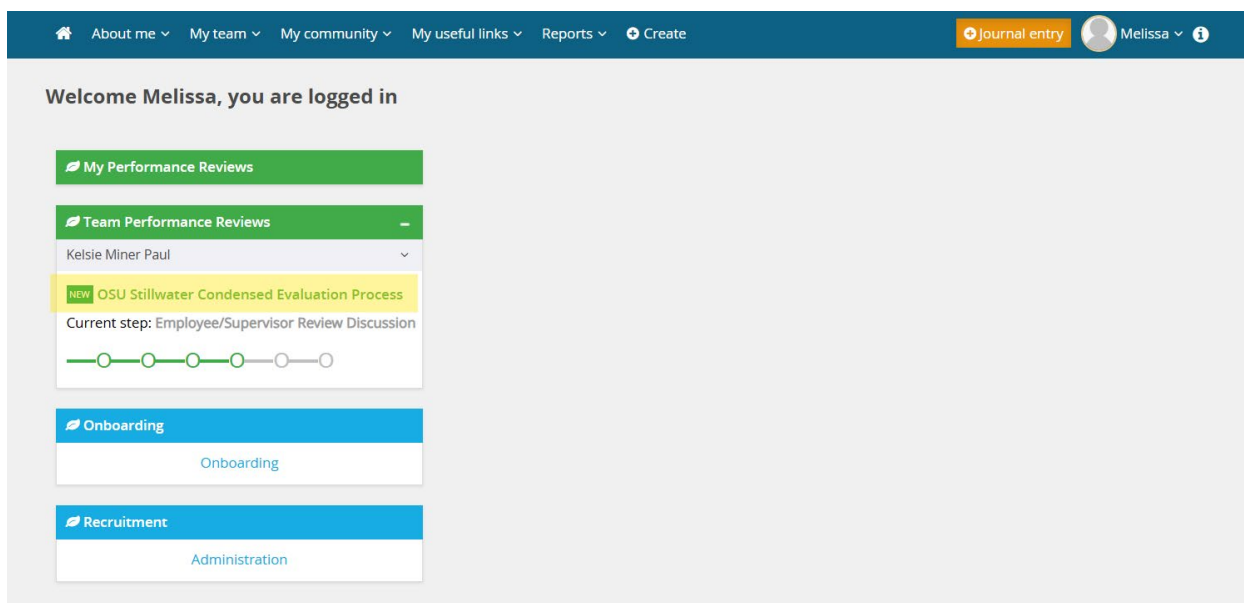 About me My team My community My useful links Reports Create Journal entry Melissa
Welcome Melissa, you are logged in
My Performance Reviews
Team Performance Reviews
Kelsie Miner Paul
NEW OSU Stillwater Condensed Evaluation Process
Current step: Employee/Supervisor Review Discussion
Onboarding
Onboarding
Recruitment
Administration